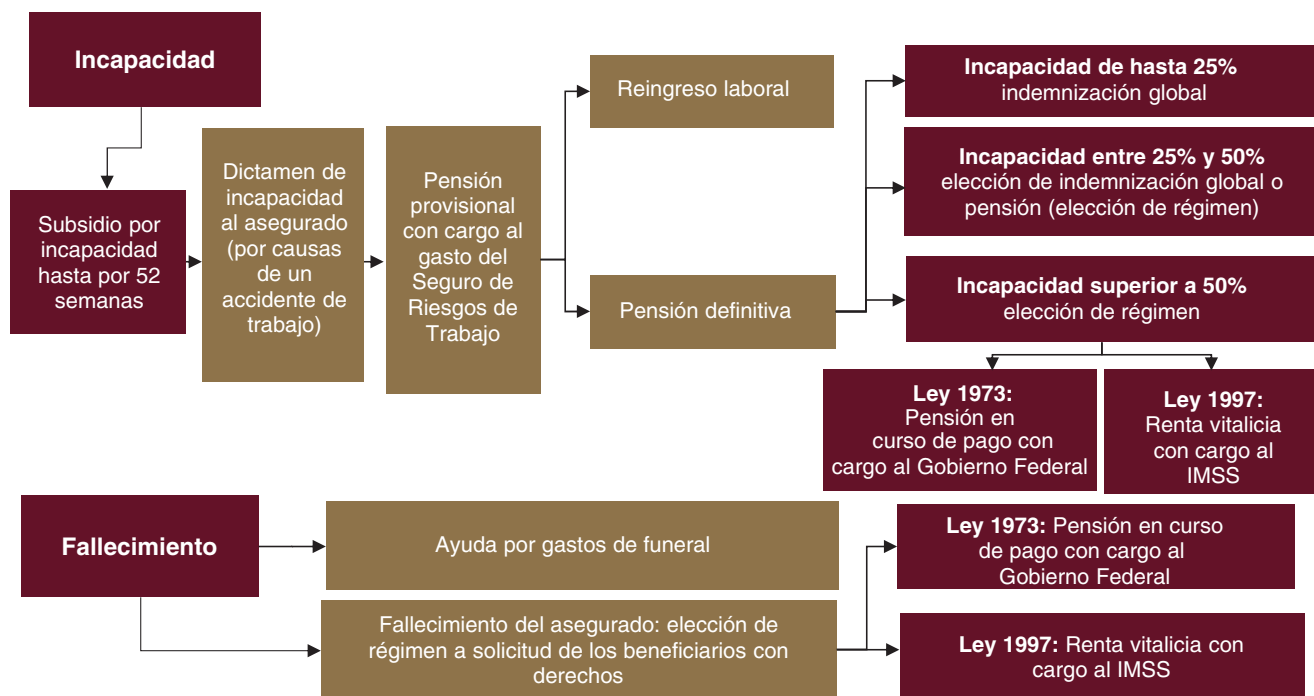 Incapacidad
Subsidio por
incapacidad
hasta por 52
semanas
Dictamen de
incapacidad
al asegurado
(por causas
de un
accidente de
trabajo)
Pensión
provisional
con cargo al
gasto del
Seguro de
Riesgos de
Trabajo
Reingreso laboral
Pensión definitiva
Incapacidad de hasta 25%
indemnización global
Incapacidad entre 25% y 50%
elección de indemnización global o
pensión (elección de régimen)
Incapacidad superior a 50%
elección de régimen
Ley 1973:
Pensión en
curso de pago con
cargo al Gobierno Federal
Ley 1997:
Renta vitalicia
con cargo al
IMSS
Fallecimiento
Ayuda por gastos de funeral
Fallecimiento del asegurado: elección de
régimen a solicitud de los beneficiarios con
derechos
Ley 1973: Pensión en curso
de pago con cargo al
Gobierno Federal
Ley 1997: Renta vitalicia con
cargo al IMSS